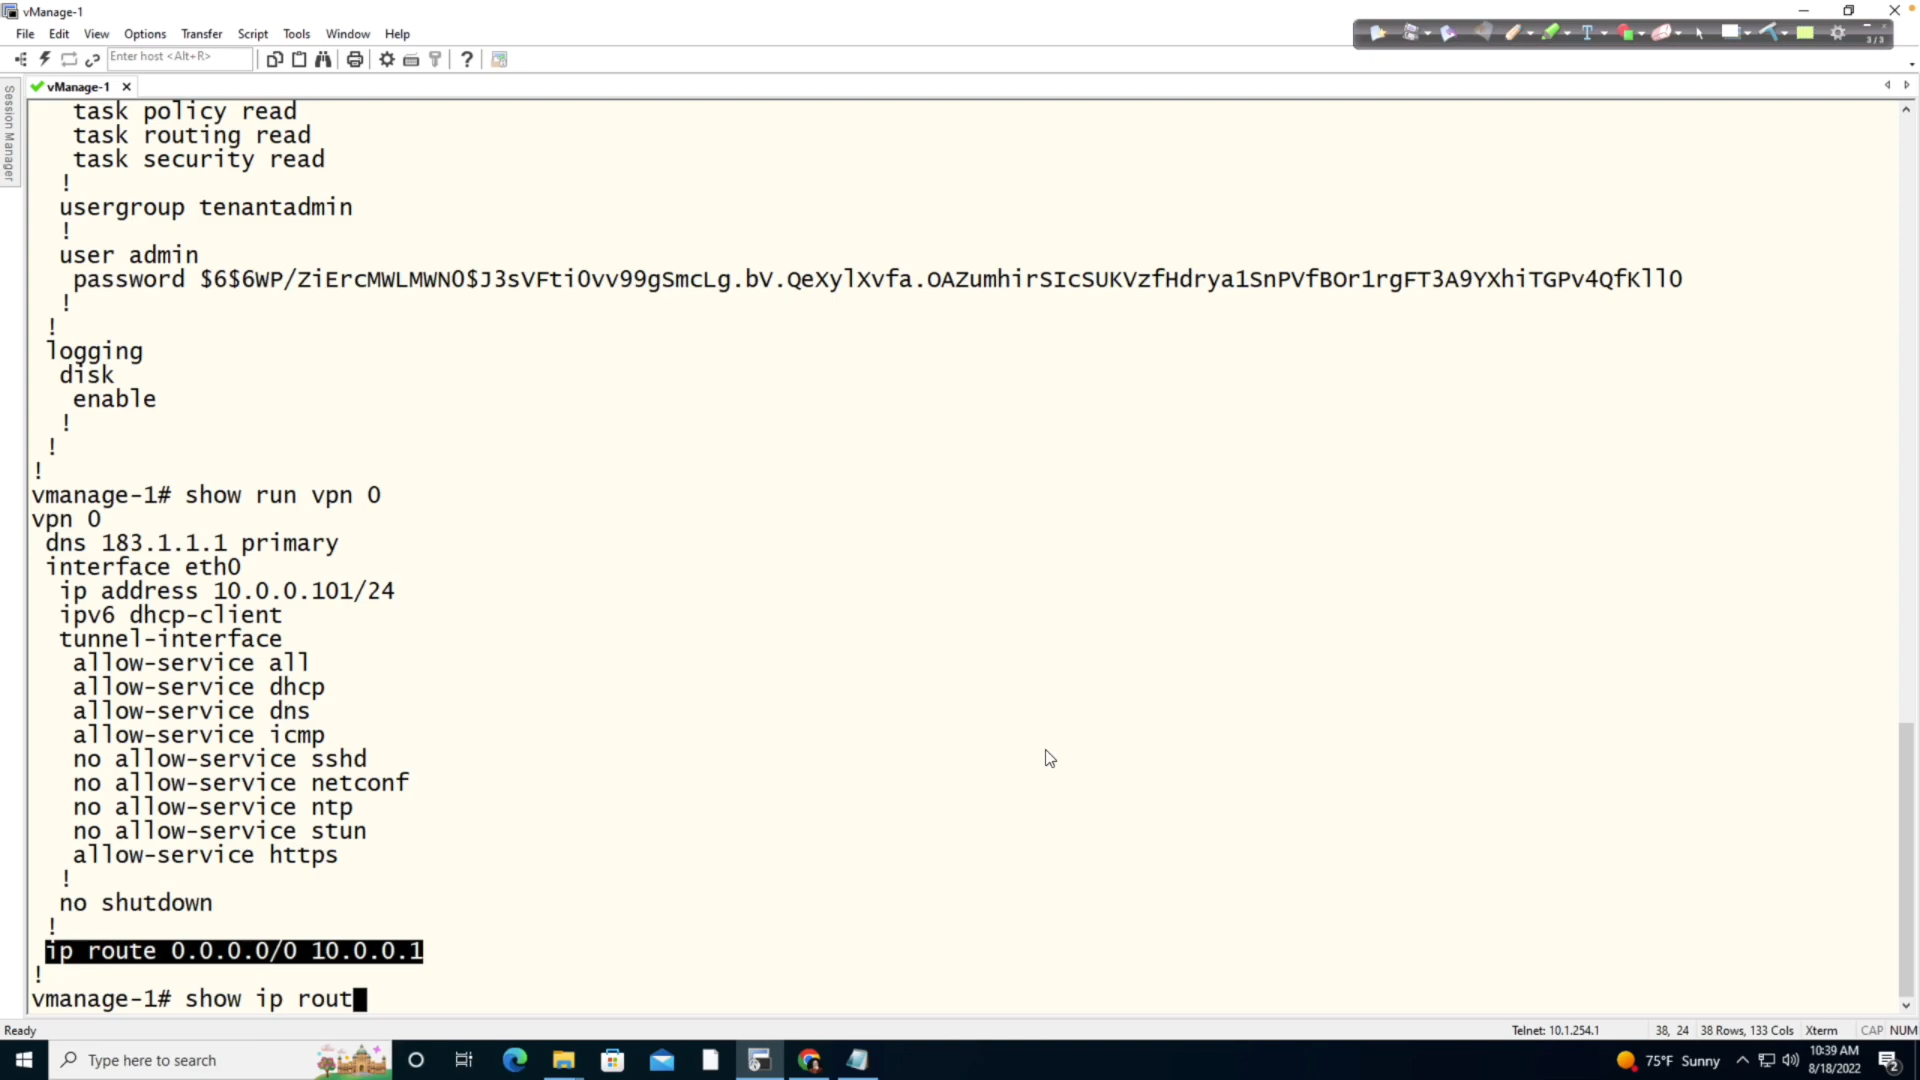 vManage-1
File Edit View Options Transfer Script Tools Window Help
3/3
Enter host <Alt+R>
vManage-1
Session Manager
task policy read
task routing read
task security read
!
usergroup tenantadmin
!
user admin
password $6$6WP/ZiErcMWLMWN0$J3sVFti0vv99gSmcLg.bV.QeXylXvfa.OAZumhirSIcSUKVzfHdrya1SnPVfBOr1rgFT3A9YXhiTGPv4QfKll0
!
!
logging
disk
enable
!
!
!
vmanage-1# show run vpn 0
vpn 0
dns 183.1.1.1 primary
interface eth0
ip address 10.0.0.101/24
ipv6 dhcp-client
tunnel-interface
allow-service all
allow-service dhcp
allow-service dns
allow-service icmp
no allow-service sshd
no allow-service netconf
no allow-service ntp
no allow-service stun
allow-service https
!
no shutdown
!
ip route 0.0.0.0/0 10.0.0.1
!
vmanage-1# show ip rout
Ready Telnet: 10.1.254.1 38, 24 38 Rows, 133 Cols Xterm CAP NUM
Type here to search
75°F Sunny
10:39 AM
8/18/2022
2